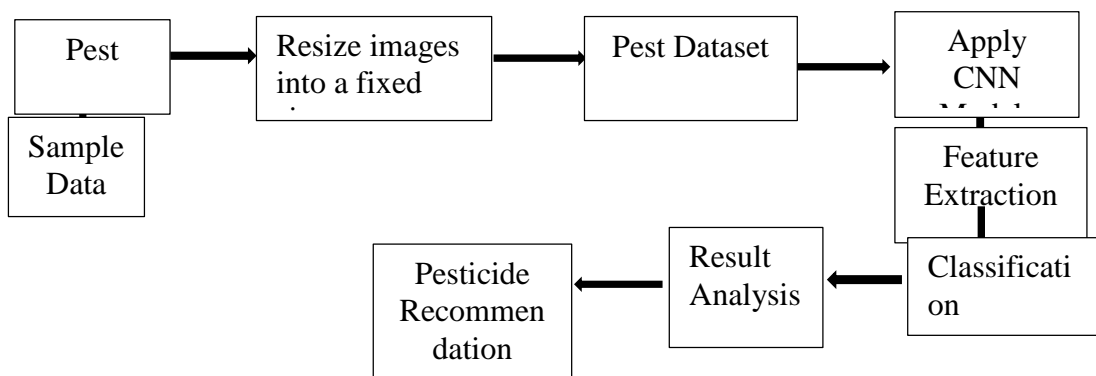 Pest
Resize images
into a fixed
Pest Dataset
Apply
CNN
Sample
Data
Feature
Extraction
Classificati
on
Result
Analysis
Pesticide
Recommen
dation